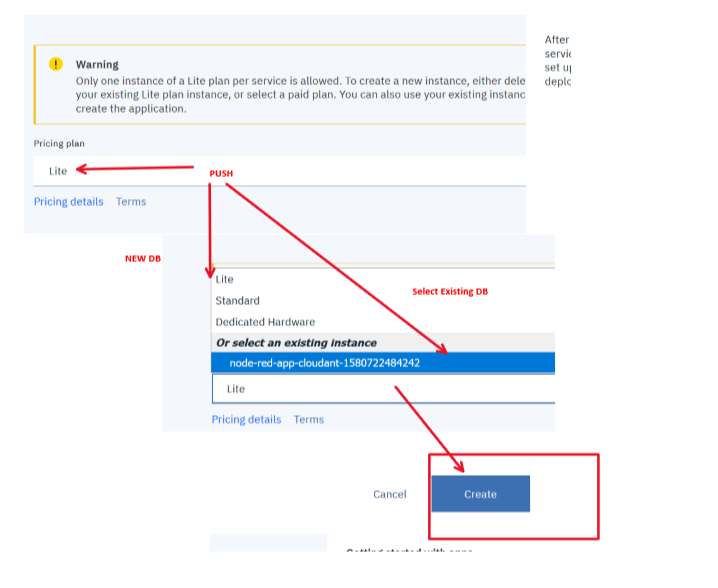 After
set up
Warning
Only one instance of a Lite plan per service is allowed. To create a new instance, either dele
your existing Lite plan instance, or select a paid plan. You can also use your existing instanc
create the application.
Pricing plan
Lite
PUSH
Pricing details Terms
NEW DB
Lite
Select Existing DB
Standard
Dedicated Hardware
Or select an existing instance
node-red-app-cloudant-1580722484242
Lite
Pricing details Terms
Cancel
Create